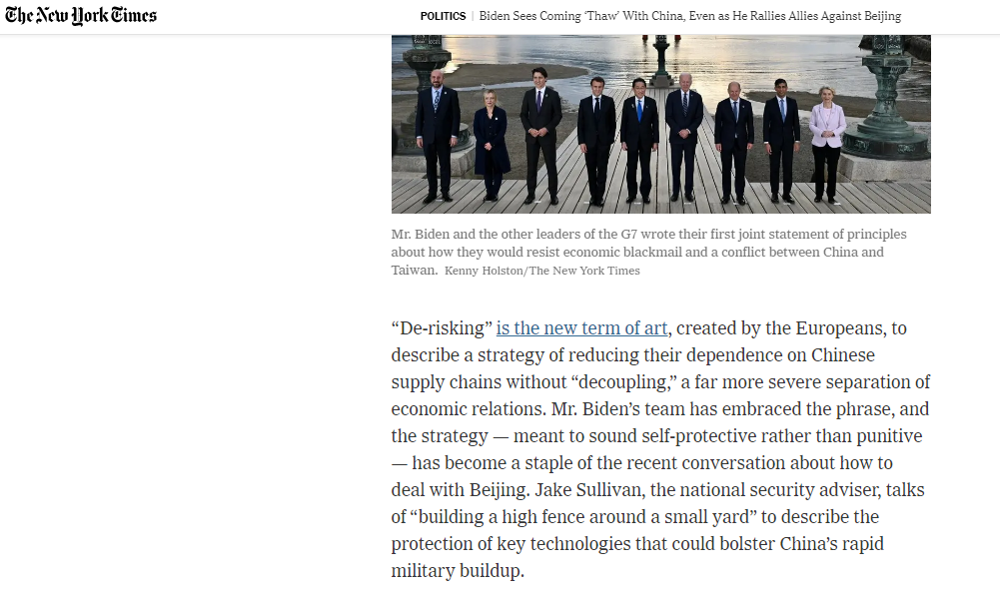 The New York Times
POLITICS | Biden Sees Coming ‘Thaw’ With China, Even as He Rallies Allies Against Beijing
Mr. Biden and the other leaders of the G7 wrote their first joint statement of principles
about how they would resist economic blackmail and a conflict between China and
Taiwan. Kenny Holston/The New York Times
“De-risking” is the new term of art, created by the Europeans, to
describe a strategy of reducing their dependence on Chinese
supply chains without “decoupling,” a far more severe separation of
economic relations. Mr. Biden’s team has embraced the phrase, and
the strategy — meant to sound self-protective rather than punitive
— has become a staple of the recent conversation about how to
deal with Beijing. Jake Sullivan, the national security adviser, talks
of “building a high fence around a small yard” to describe the
protection of key technologies that could bolster China’s rapid
military buildup.